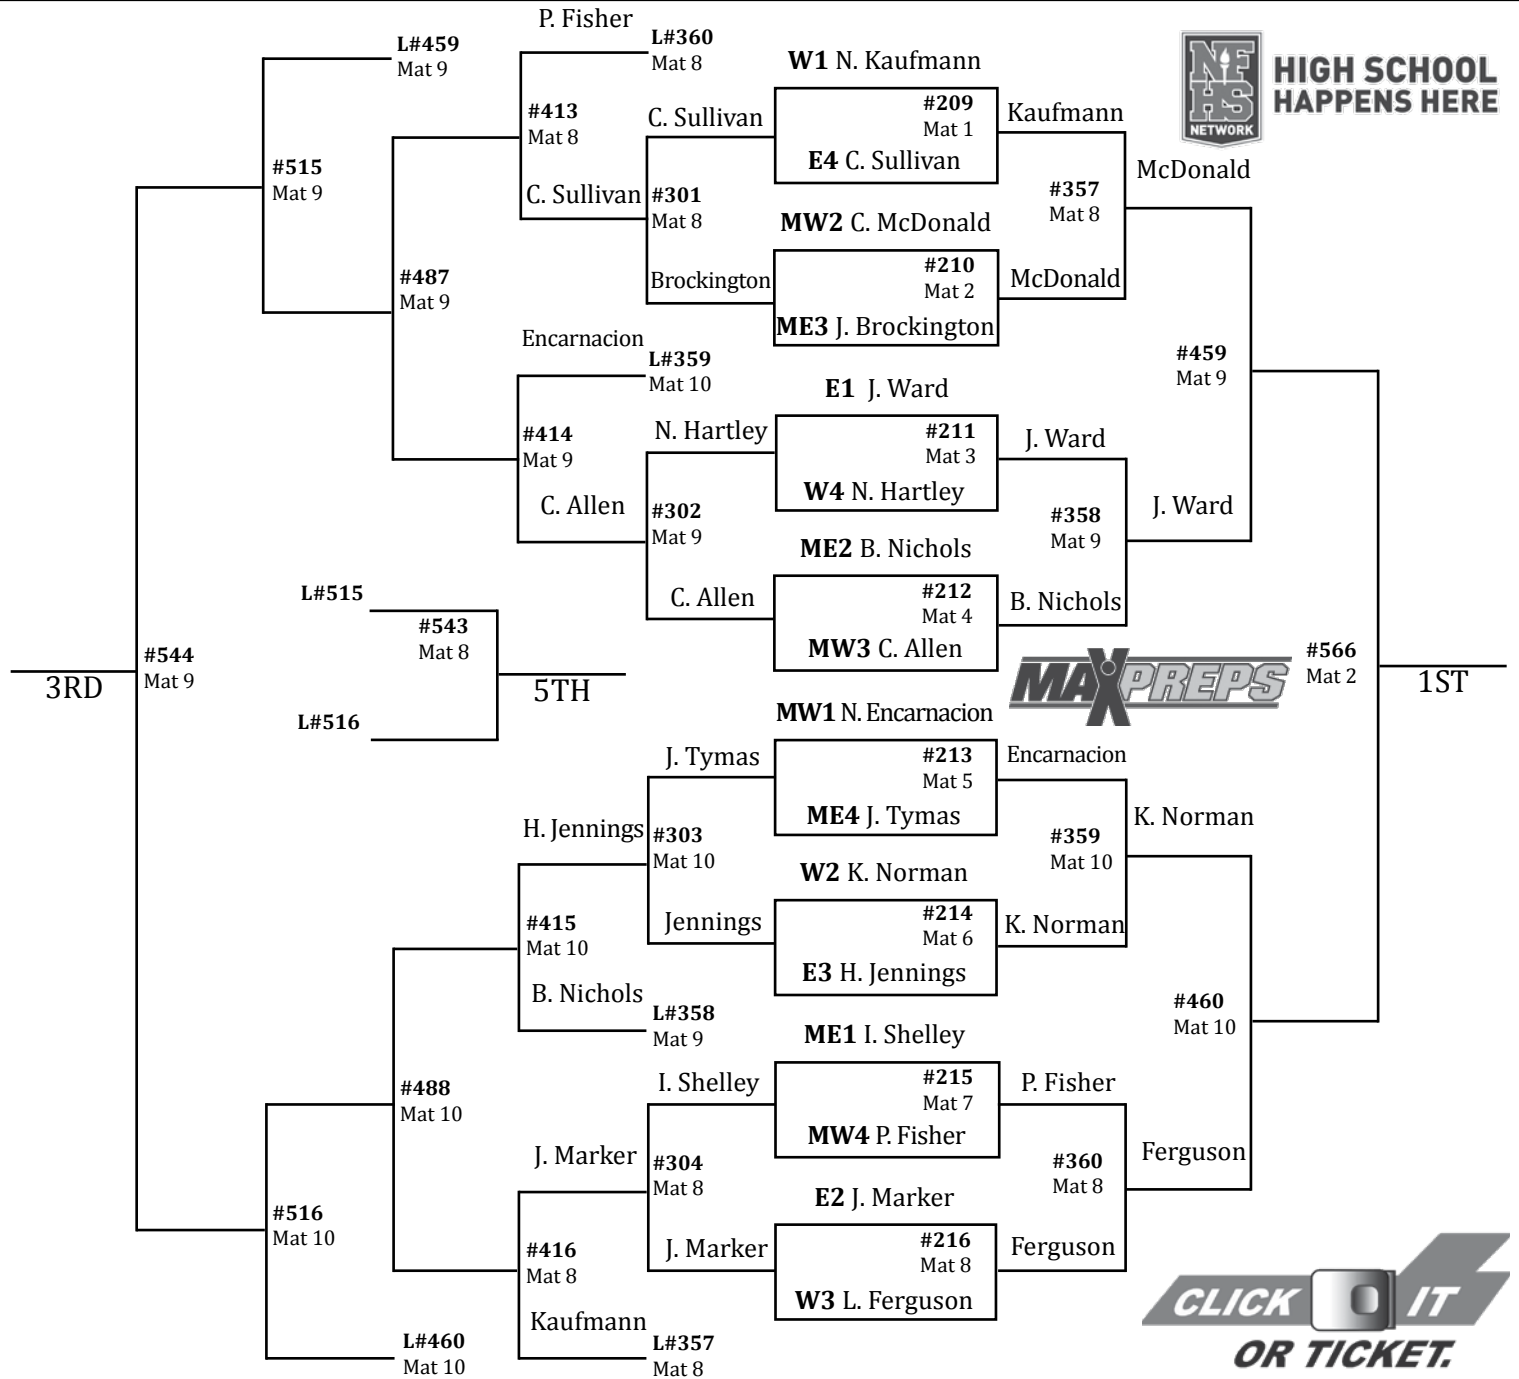 P. Fisher
L#459
Mat 9
L#360
Mat 8
W1 N. Kaufmann
NFHS
NETWORK
HIGH SCHOOL
HAPPENS HERE
#413
Mat 8
C. Sullivan
#209
Mat 1
Kaufmann
E4 C. Sullivan
#515
Mat 9
McDonald
C. Sullivan
#301
Mat 8
#357
Mat 8
MW2 C. McDonald
#487
Mat 9
Brockington
#210
Mat 2
McDonald
ME3 J. Brockington
Encarnacion
L#359
Mat 10
#459
Mat 9
E1 J. Ward
#414
Mat 9
N. Hartley
#211
Mat 3
J. Ward
W4 N. Hartley
C. Allen
#302
Mat 9
#358
Mat 9
J. Ward
ME2 B. Nichols
L#515
C. Allen
#212
Mat 4
B. Nichols
#543
Mat 8
MW3 C. Allen
#544
Mat 9
3RD
5TH
MAXPREPS
#566
Mat 2
1ST
L#516
MW1 N. Encarnacion
J. Tymas
#213
Mat 5
Encarnacion
ME4 J. Tymas
H. Jennings
#303
Mat 10
#359
Mat 10
K. Norman
W2 K. Norman
#415
Mat 10
Jennings
#214
Mat 6
K. Norman
E3 H. Jennings
B. Nichols
L#358
Mat 9
#460
Mat 10
ME1 I. Shelley
#488
Mat 10
I. Shelley
#215
Mat 7
P. Fisher
MW4 P. Fisher
J. Marker
#304
Mat 8
#360
Mat 8
Ferguson
E2 J. Marker
#516
Mat 10
#416
Mat 8
J. Marker
#216
Mat 8
Ferguson
W3 L. Ferguson
Kaufmann
L#460
Mat 10
L#357
Mat 8
CLICK IT
OR TICKET.